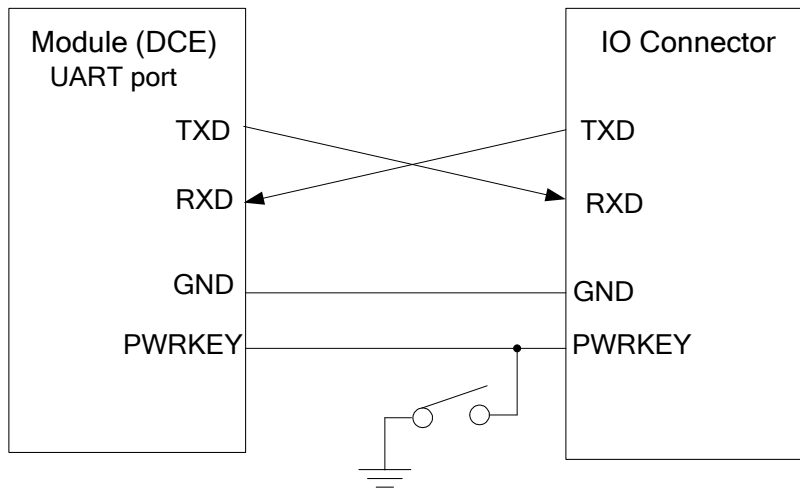 Module (DCE)
UART port
TXD
RXD
GND
PWRKEY
IO Connector
TXD
RXD
GND
PWRKEY